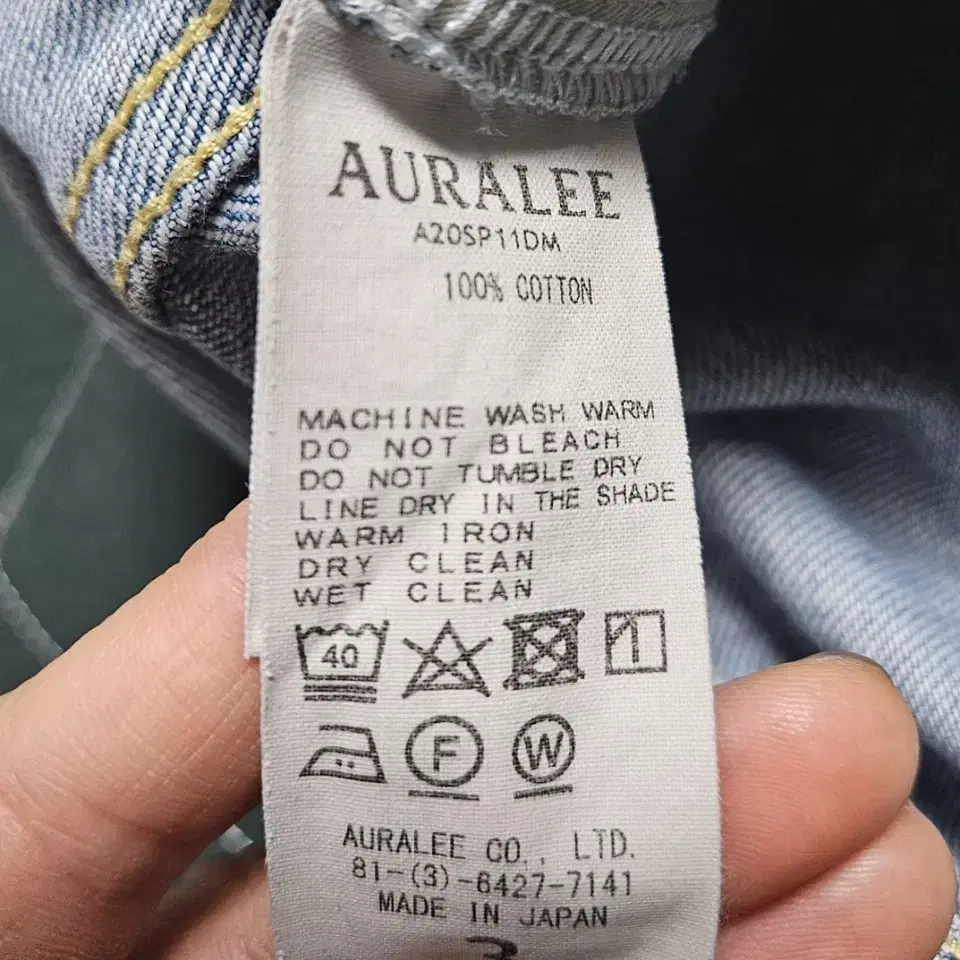 AURALEE
A20SP11DM
100% COTTON
MACHINE WASH WARM
DO NOT BLEACH
DO NOT TUMBLE DRY
LINE DRY IN THE SHADE
WARM IRON
DRY CLEAN
WET CLEAN
40
F
W
AURALEE CO., LTD.
81-(3)-6427-7141
MADE IN JAPAN